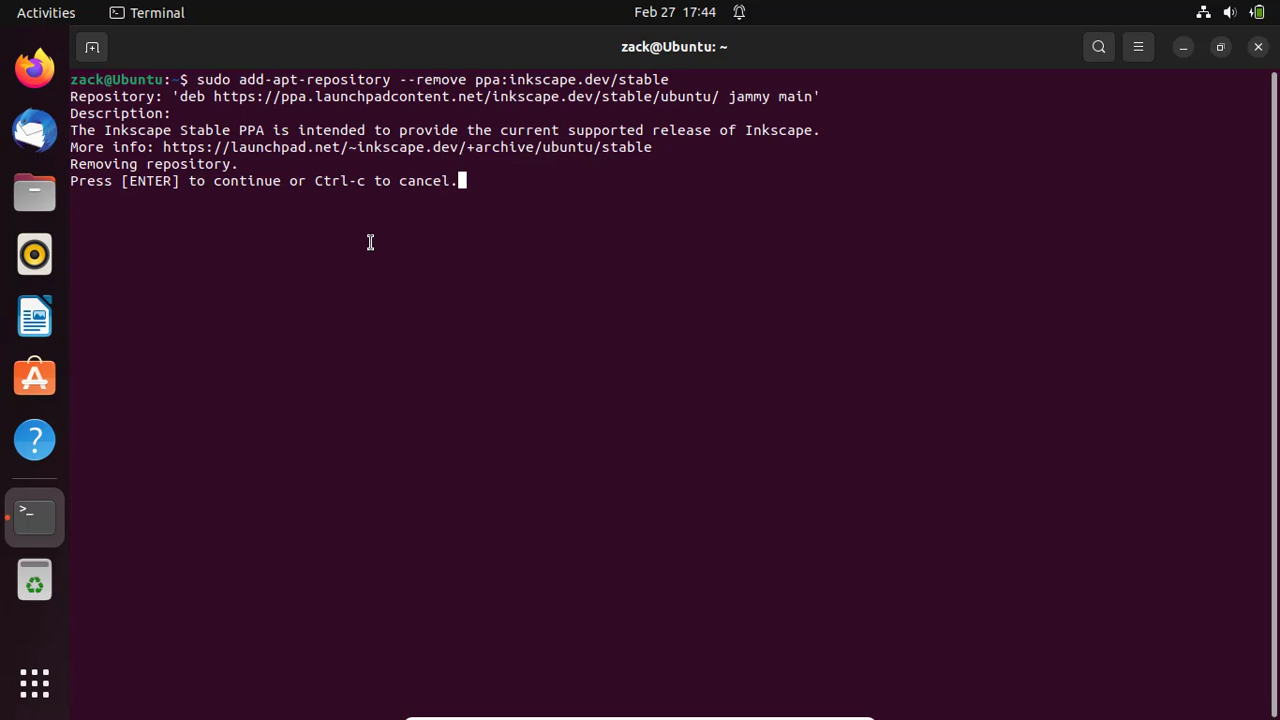 Activities
Terminal
Feb 27 17:44
zack@Ubuntu: ~
zack@Ubuntu:~$ sudo add-apt-repository --remove ppa:inkscape.dev/stable
Repository: 'deb https://ppa.launchpadcontent.net/inkscape.dev/stable/ubuntu/ jammy main'
Description:
The Inkscape Stable PPA is intended to provide the current supported release of Inkscape.
More info: https://launchpad.net/~inkscape.dev/+archive/ubuntu/stable
Removing repository.
Press [ENTER] to continue or Ctrl-c to cancel.